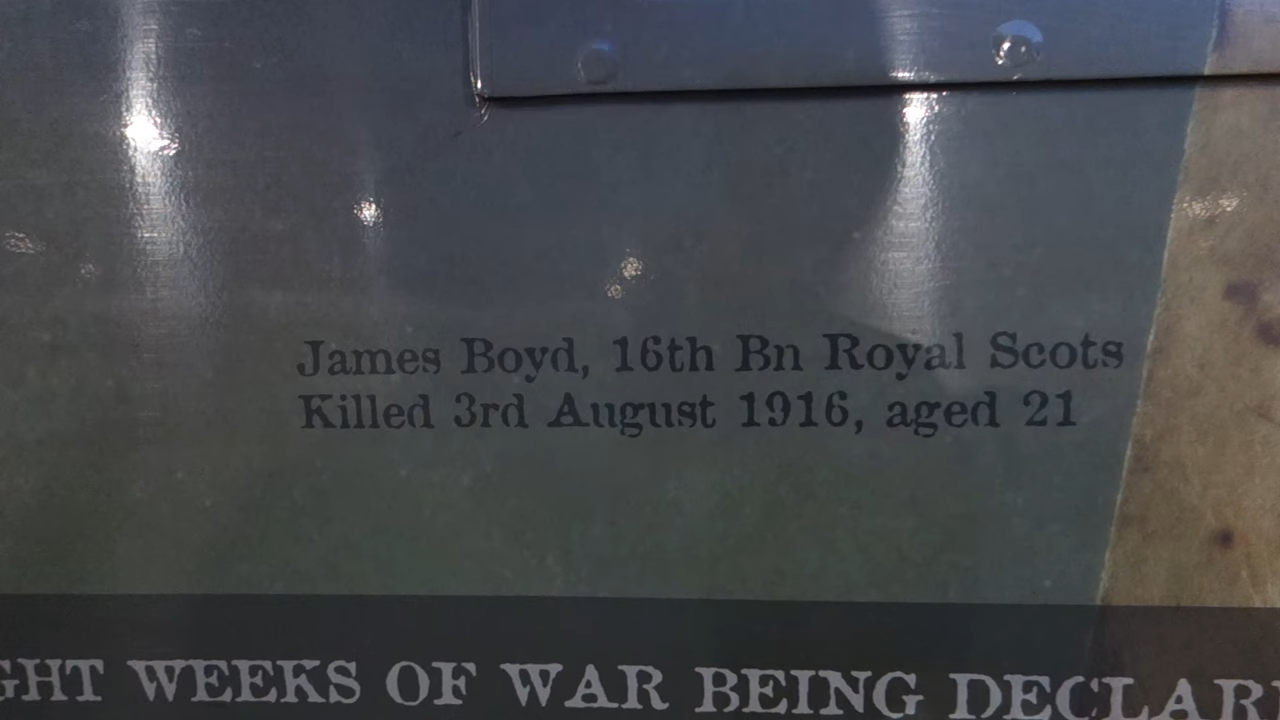 James Boyd, 16th Bn Royal Scots
Killed 3rd August 1916, aged 21
WEEKS OF WAR BEING